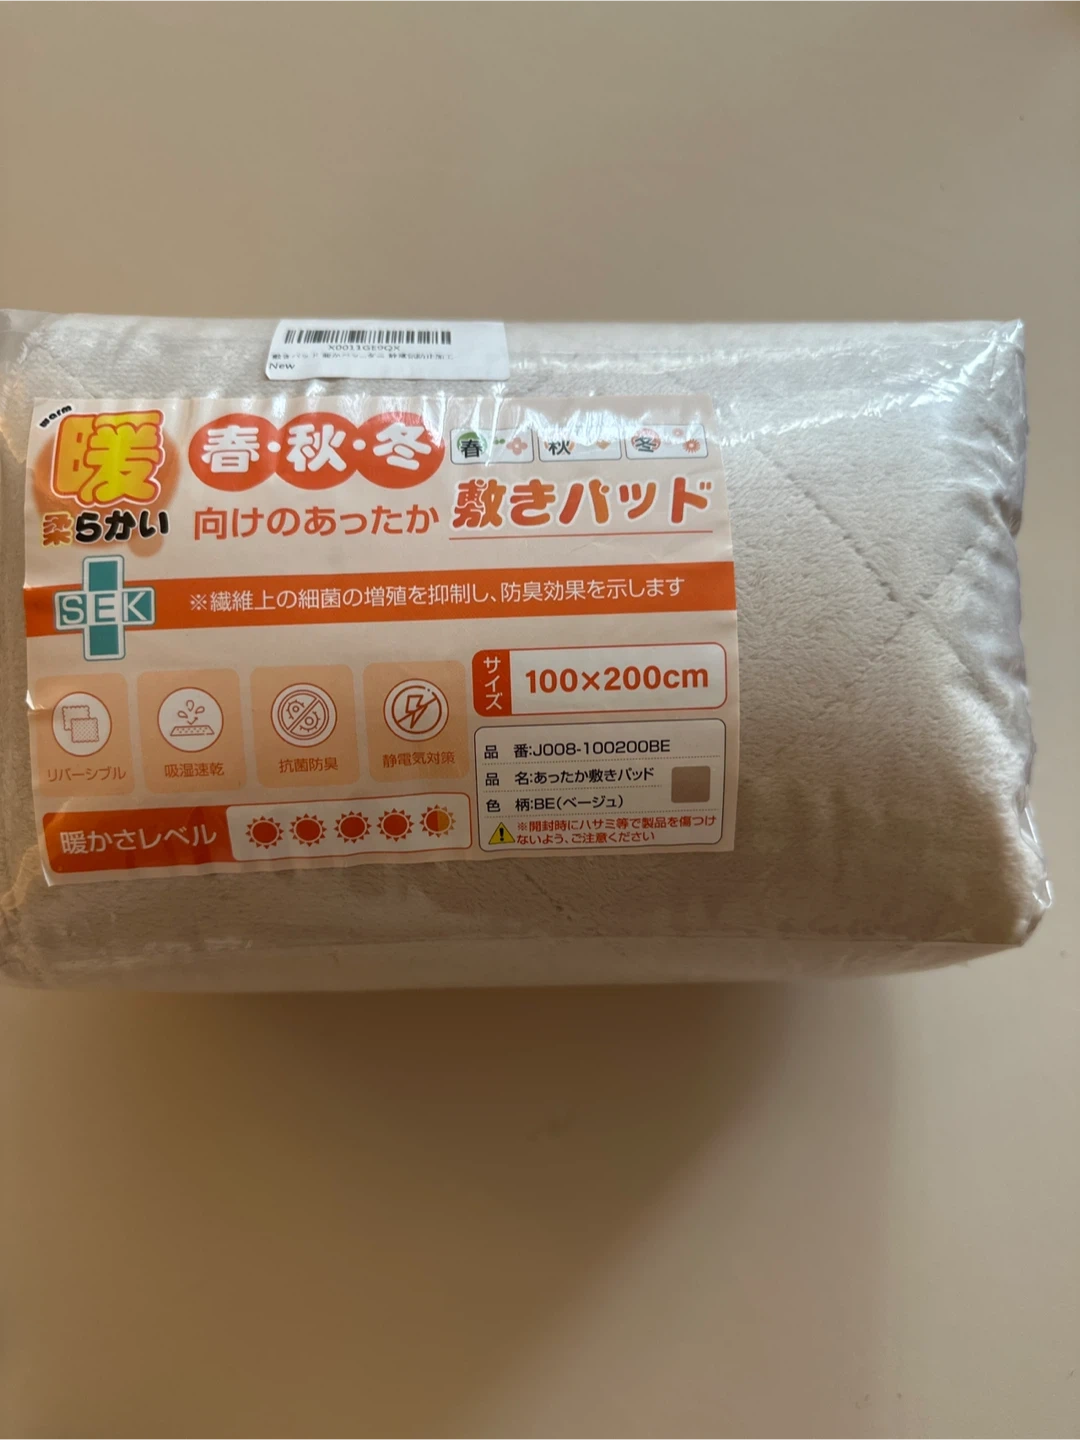 X0011GE9QX
New
warm
暖
柔らかい
春・秋・冬
春 秋 冬
向けのあったか 敷きパッド
SEK
※繊維上の細菌の増殖を抑制し、防臭効果を示します
リバーシブル
吸湿速乾
抗菌防臭
静電気対策
サイズ 100×200cm
品 番:J008-100200BE
品 名:あったか敷きパッド
色 柄:BE(ベージュ)
※開封時にハサミ等で製品を傷つけ
ないよう、ご注意ください
暖かさレベル